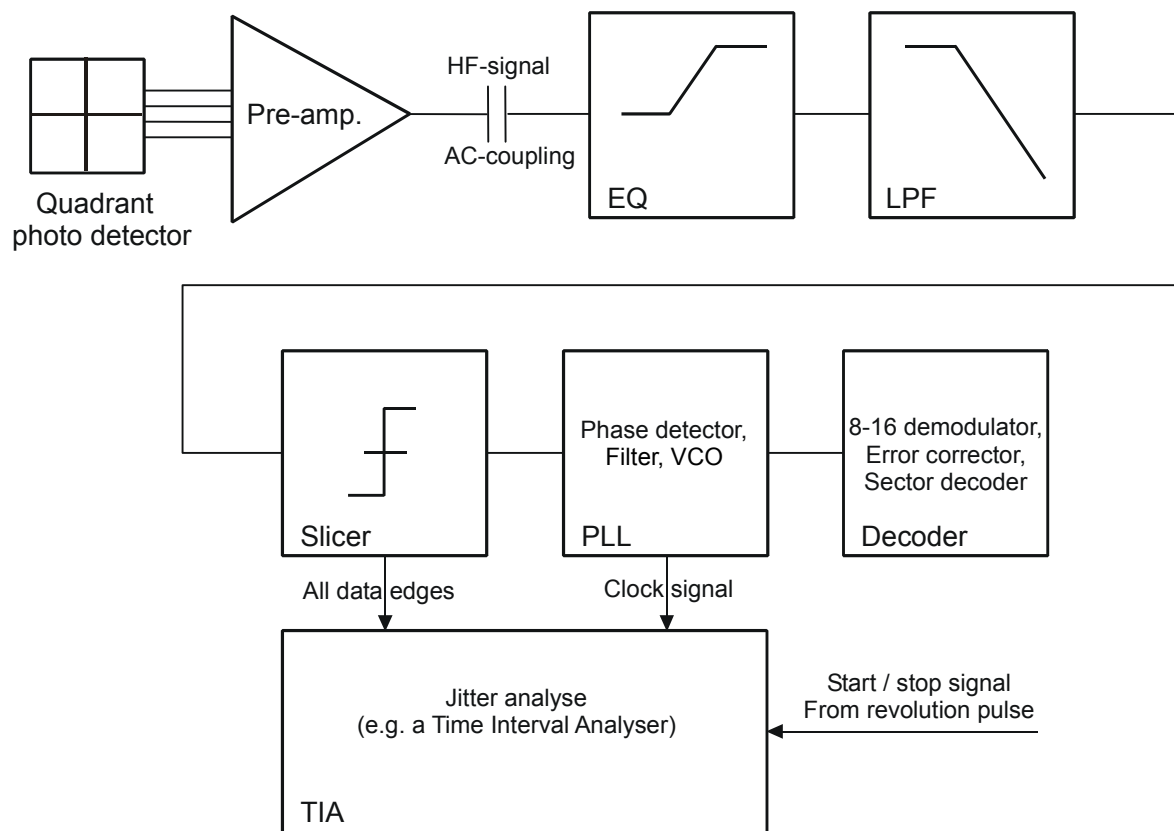 Quadrant
photo detector
Pre-amp.
HF-signal
AC-coupling
EQ
LPF
Slicer
Phase detector,
Filter, VCO
PLL
8-16 demodulator,
Error corrector,
Sector decoder
Decoder
All data edges
Clock signal
Jitter analyse
(e.g. a Time Interval Analyser)
TIA
Start / stop signal
From revolution pulse